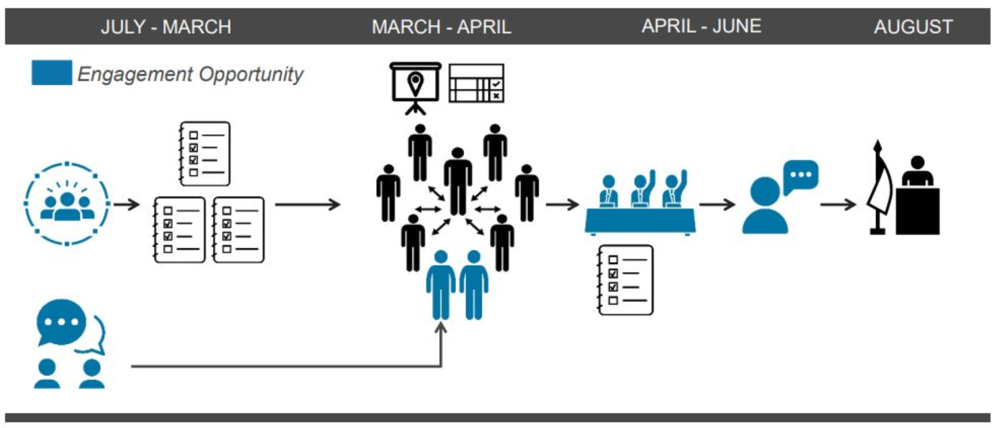 JULY - MARCH
MARCH - APRIL
APRIL - JUNE
AUGUST
Engagement Opportunity